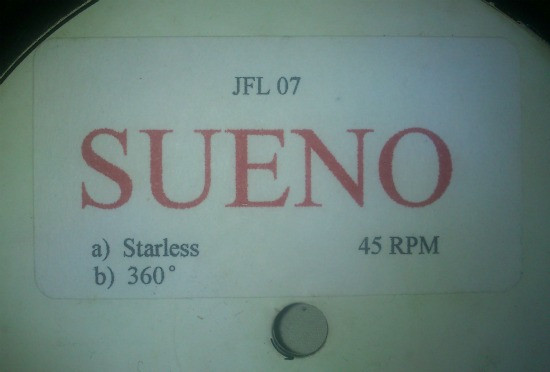 JFL 07
SUENO
a) Starless
45 RPM
b) 360°